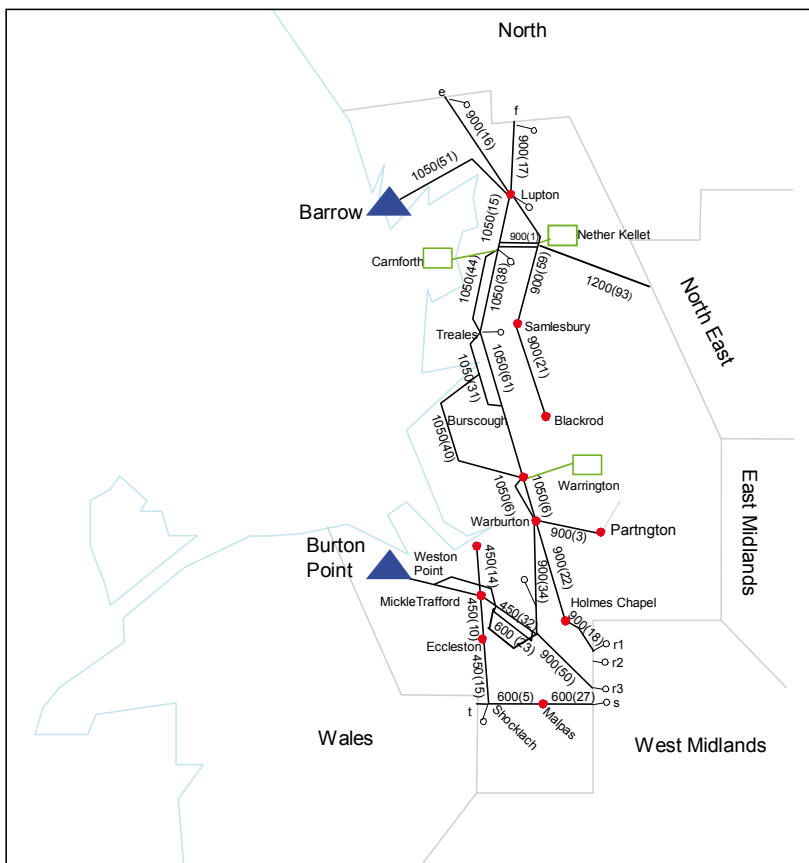 North
e
f
900(16)
900(17)
1050(51)
Lupton
Barrow
1050(15)
900(1)
Nether Kellet
Carnforth
1050(44)
1050(38)
900(59)
1200(93)
North East
Treales
Samlesbury
1050(31)
1050(61)
900(21)
Burscough
Blackrod
1050(40)
1050(6)
1050(6)
Warrington
East Midlands
Warburton
900(3)
Partngton
Burton
Point
Weston
Point
450(14)
900(34)
900(22)
MickleTrafford
Holmes Chapel
450(32)
450(10)
600 (23)
900(18)
Eccleston
r1
900(50)
r2
450(15)
r3
t
600(5)
600(27)
s
Shocklach
Malpas
Wales
West Midlands